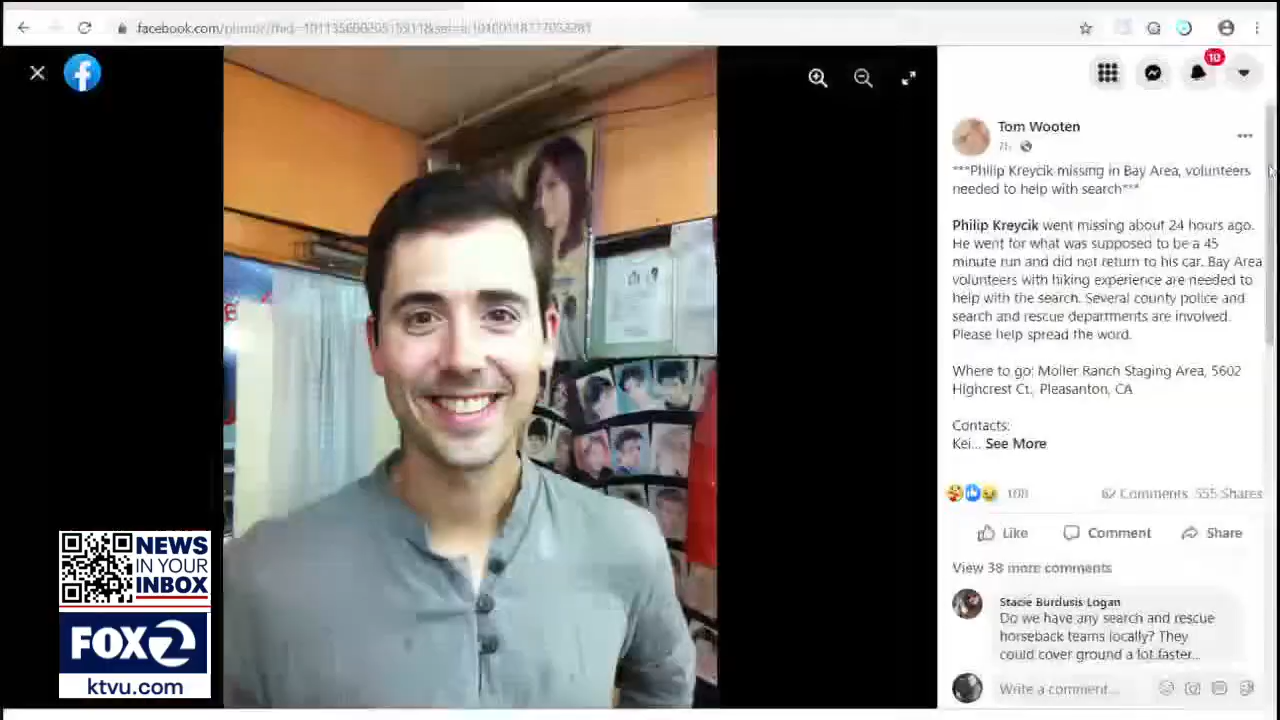 Tom Wooten
7h
***Philip Kreycik missing in Bay Area, volunteers
needed to help with search***
Philip Kreycik went missing about 24 hours ago.
He went for what was supposed to be a 45
minute run and did not return to his car. Bay Area
volunteers with hiking experience are needed to
help with the search. Several county police and
search and rescue departments are involved.
Please help spread the word.
Where to go: Moller Ranch Staging Area, 5602
Highcrest Ct., Pleasanton, CA
Contacts:
Kei... See More
Comments 555 Shares
Like Comment Share
View 38 more comments
Stacie Burdusis Logan
Do we have any search and rescue
horseback teams locally? They
could cover ground a lot faster...
Write a comment...
10
NEWS
IN YOUR
INBOX
FOX 2
ktvu.com